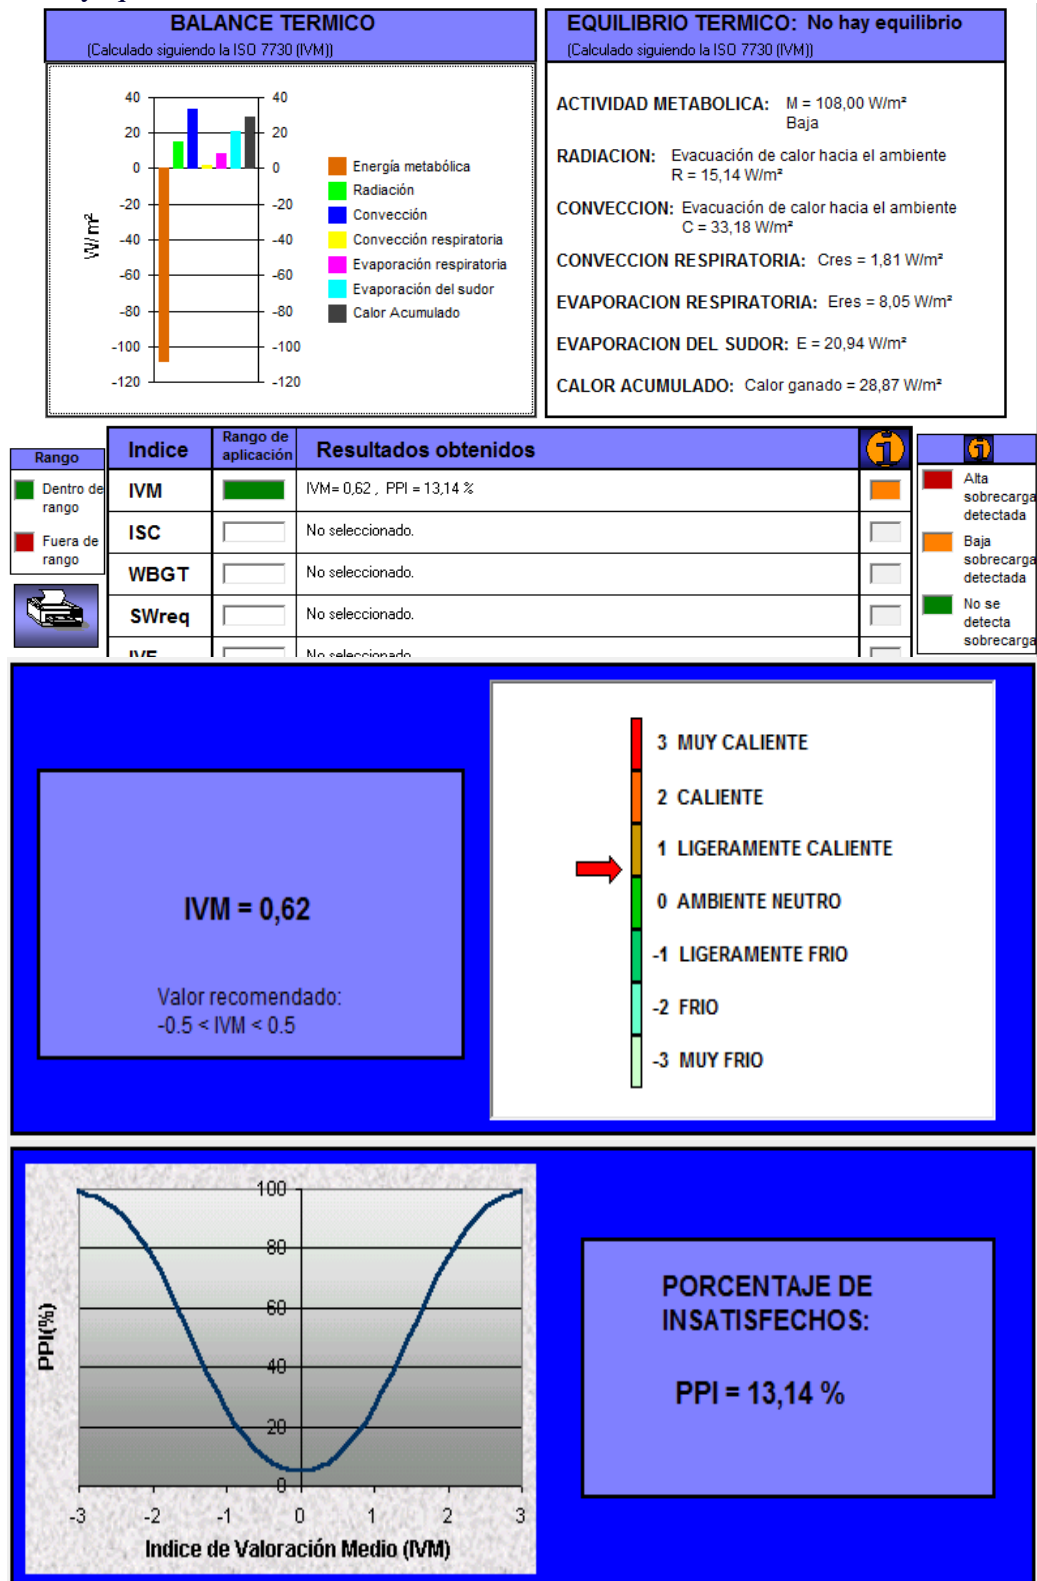 BALANCE TERMICO
(Calculado siguiendo la ISO 7730 (IVM))
40
20
0
-20
-40
-60
-80
-100
-120
40
20
0
-20
-40
-60
-80
-100
-120
W/m²
Energía metabólica
Radiación
Convección
Convección respiratoria
Evaporación respiratoria
Evaporación del sudor
Calor Acumulado
EQUILIBRIO TERMICO: No hay equilibrio
(Calculado siguiendo la ISO 7730 (IVM))
ACTIVIDAD METABOLICA: M = 108,00 W/m²
Baja
RADIACION: Evacuación de calor hacia el ambiente
R = 15,14 W/m²
CONVECCION: Evacuación de calor hacia el ambiente
C = 33,18 W/m²
CONVECCION RESPIRATORIA: Cres = 1,81 W/m²
EVAPORACION RESPIRATORIA: Eres = 8,05 W/m²
EVAPORACION DEL SUDOR: E = 20,94 W/m²
CALOR ACUMULADO: Calor ganado = 28,87 W/m²
Rango
Dentro de
rango
Fuera de
rango
Indice
Rango de
aplicación
Resultados obtenidos
IVM
IVM= 0,62 , PPI = 13,14 %
ISC
No seleccionado.
WBGT
No seleccionado.
SWreq
No seleccionado.
No seleccionado
Alta
sobrecarga
detectada
Baja
sobrecarga
detectada
No se
detecta
sobrecarga
IVM = 0,62
Valor recomendado:
-0.5 < IVM < 0.5
3 MUY CALIENTE
2 CALIENTE
1 LIGERAMENTE CALIENTE
0 AMBIENTE NEUTRO
-1 LIGERAMENTE FRIO
-2 FRIO
-3 MUY FRIO
PPI(%)
100
80
60
40
20
0
-3 -2 -1 0 1 2 3
Indice de Valoración Medio (IVM)
PORCENTAJE DE
INSATISFECHOS:
PPI = 13,14 %